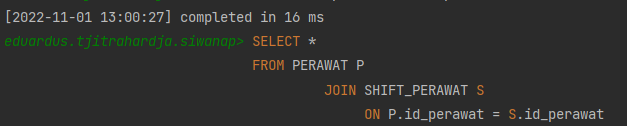 [2022-11-01 13:00:27] completed in 16 ms
eduardus.tjitrahardja.siwanap> SELECT *
FROM PERAWAT P
JOIN SHIFT_PERAWAT S
ON P.id_perawat = S.id_perawat